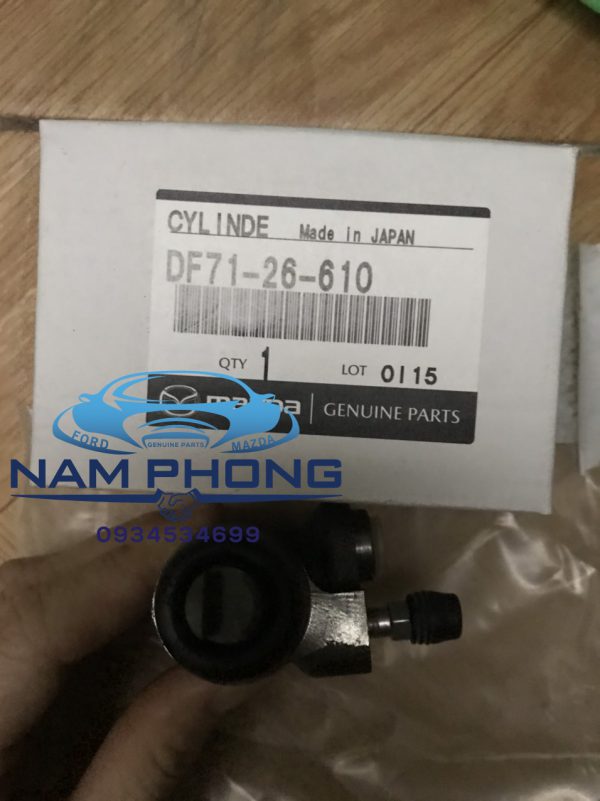 CYLINDE Made in JAPAN
DF71-26-610
QTY 1 LOT 0115
mazda | GENUINE PARTS
FORD GENUINE PARTS MAZDA
NAM PHONG
0934534699